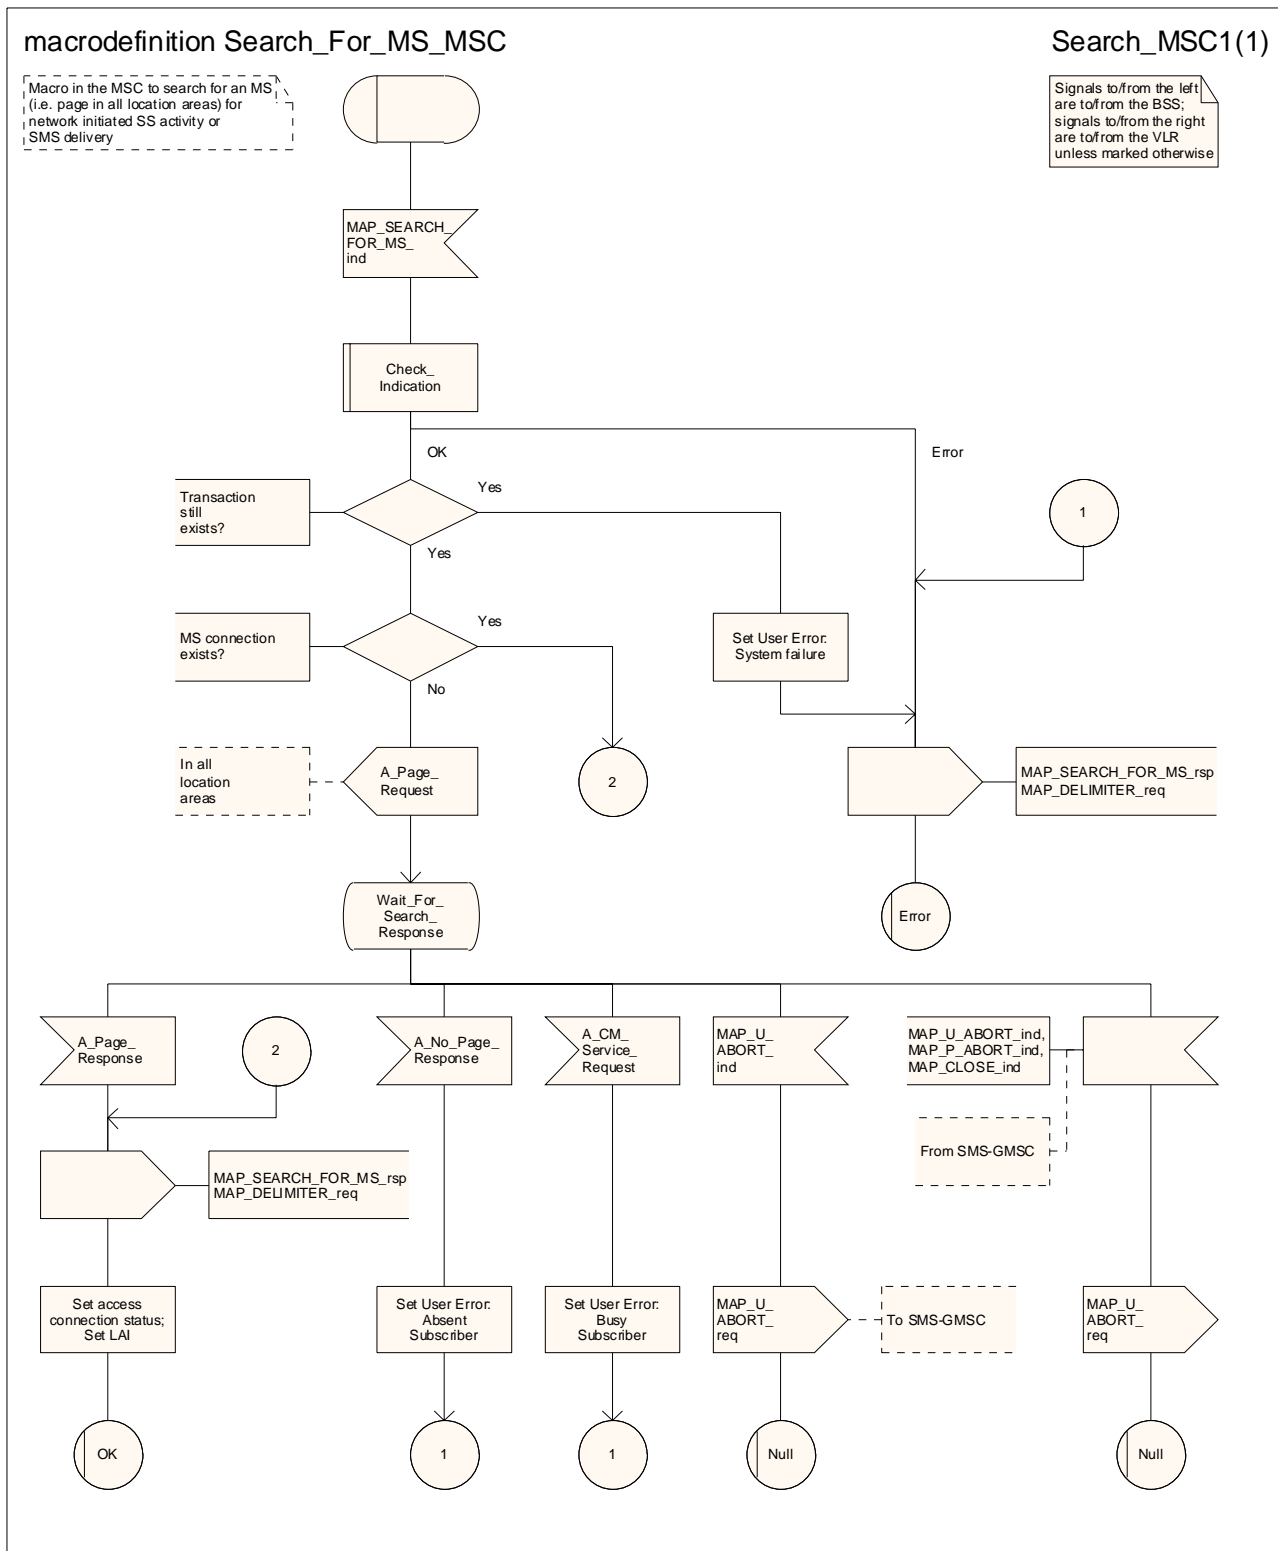 macrodefinition Search_For_MS_MSC
Search_MSC1(1)
Macro in the MSC to search for an MS
(i.e. page in all location areas) for
network initiated SS activity or
SMS delivery
Signals to/from the left
are to/from the BSS;
signals to/from the right
are to/from the VLR
unless marked otherwise
MAP_SEARCH_
FOR_MS_
ind
Check_
Indication
OK
Error
Transaction
still
exists?
Yes
Yes
1
MS connection
exists?
Yes
No
Set User Error:
System failure
In all
location
areas
A_Page_
Request
2
MAP_SEARCH_FOR_MS_rsp
MAP_DELIMITER_req
Wait_For_
Search_
Response
Error
A_Page_
Response
2
A_No_Page_
Response
A_CM_
Service_
Request
MAP_U_
ABORT_
ind
MAP_U_ABORT_ind,
MAP_P_ABORT_ind,
MAP_CLOSE_ind
From SMS-GMSC
MAP_SEARCH_FOR_MS_rsp
MAP_DELIMITER_req
Set access
connection status;
Set LAI
Set User Error:
Absent
Subscriber
Set User Error:
Busy
Subscriber
MAP_U_
ABORT_
req
To SMS-GMSC
MAP_U_
ABORT_
req
OK
1
1
Null
Null